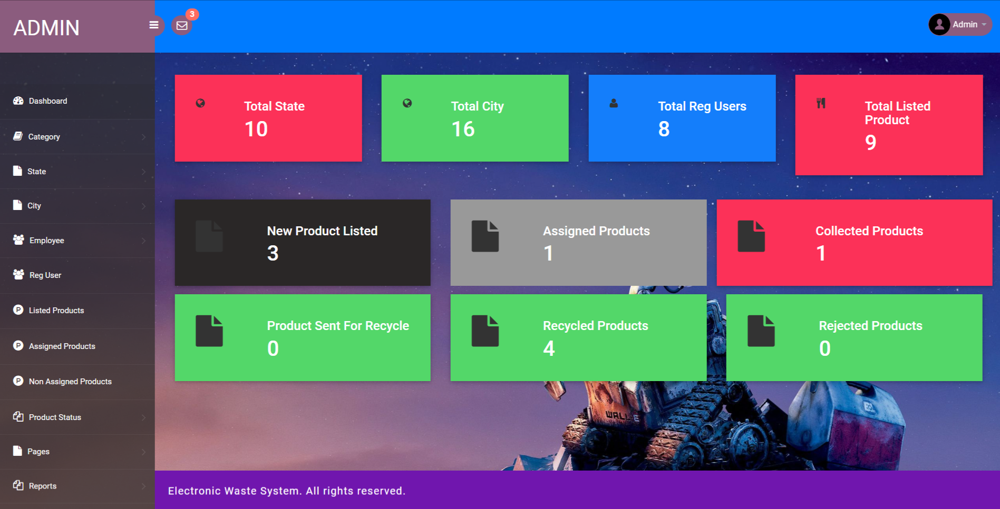 ADMIN
3
Admin
Dashboard
Category
State
City
Employee
Reg User
Listed Products
Assigned Products
Non Assigned Products
Product Status
Pages
Reports
Total State
10
Total City
16
Total Reg Users
8
Total Listed
Product
9
New Product Listed
3
Assigned Products
1
Collected Products
1
Product Sent For Recycle
0
Recycled Products
4
Rejected Products
0
WALL·E
Electronic Waste System. All rights reserved.